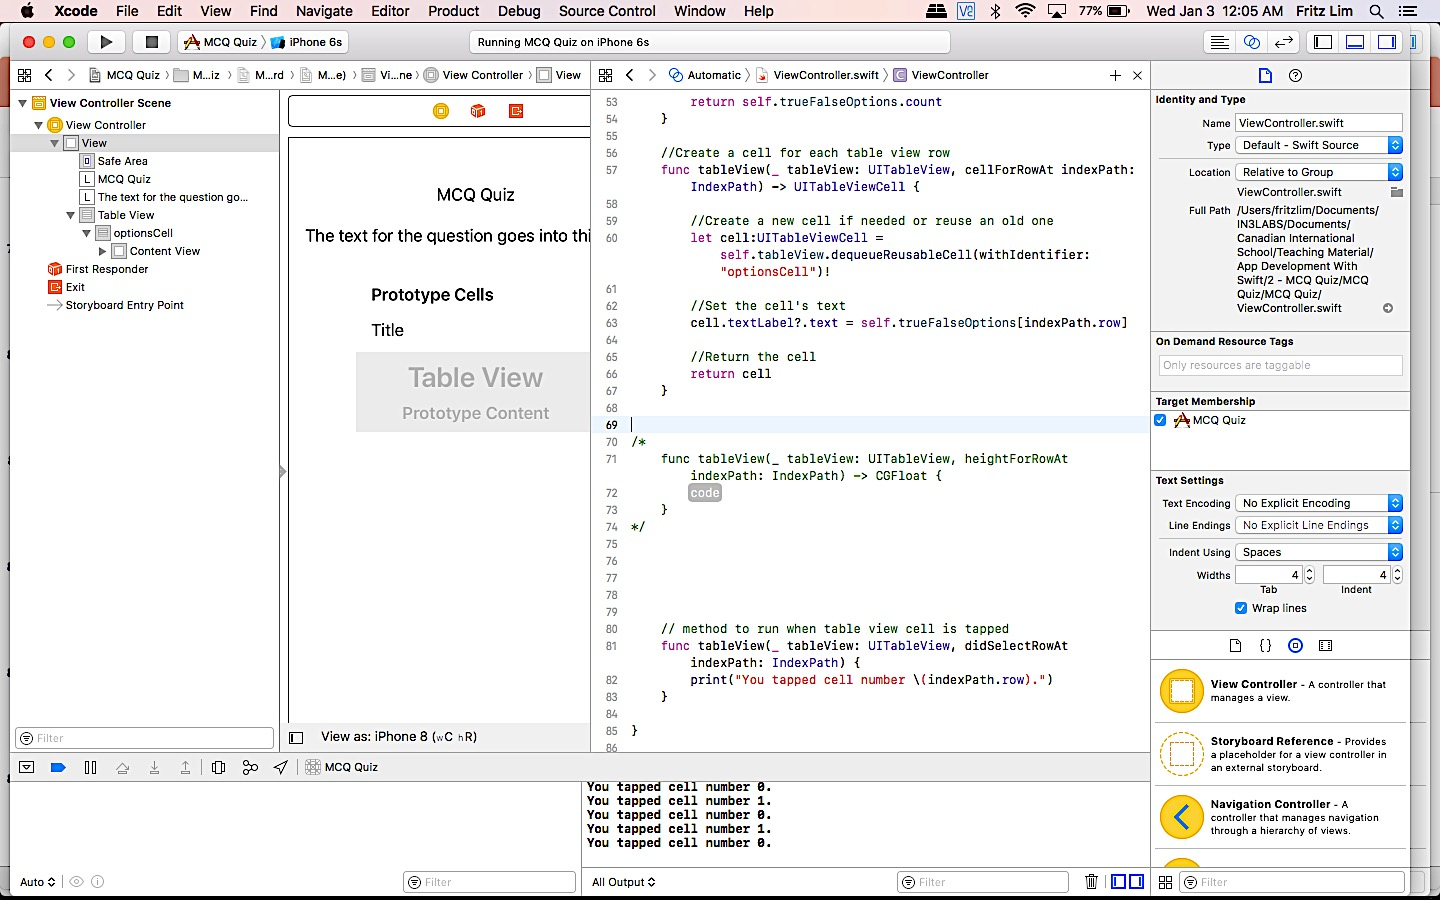 Xcode File Edit View Find Navigate Editor Product Debug Source Control Window Help 77% Wed Jan 3 12:05 AM Fritz Lim
MCQ Quiz iPhone 6s Running MCQ Quiz on iPhone 6s
MCQ Quiz M...iz M...rd M...e) Vi...ne View Controller View
Automatic ViewController.swift ViewController
View Controller Scene
View Controller
View
Safe Area
L MCQ Quiz
L The text for the question go...
Table View
optionsCell
Content View
First Responder
Exit
Storyboard Entry Point
Filter
MCQ Quiz
The text for the question goes into thi
Prototype Cells
Title
Table View
Prototype Content
View as: iPhone 8 (wC hR)
53 return self.trueFalseOptions.count
54 }
55
56 //Create a cell for each table view row
57 func tableView(_ tableView: UITableView, cellForRowAt indexPath:
IndexPath) -> UITableViewCell {
58
59 //Create a new cell if needed or reuse an old one
60 let cell:UITableViewCell =
self.tableView.dequeueReusableCell(withIdentifier:
"optionsCell")!
61
62 //Set the cell's text
63 cell.textLabel?.text = self.trueFalseOptions[indexPath.row]
64
65 //Return the cell
66 return cell
67 }
68
69
70 /*
71 func tableView(_ tableView: UITableView, heightForRowAt
indexPath: IndexPath) -> CGFloat {
72 code
73 }
74 */
75
76
77
78
79
80 // method to run when table view cell is tapped
81 func tableView(_ tableView: UITableView, didSelectRowAt
indexPath: IndexPath) {
82 print("You tapped cell number \(indexPath.row).")
83 }
84
85 }
86
Identity and Type
Name ViewController.swift
Type Default - Swift Source
Location Relative to Group
ViewController.swift
Full Path /Users/fritzlim/Documents/
IN3LABS/Documents/
Canadian International
School/Teaching Material/
App Development With
Swift/2 - MCQ Quiz/MCQ
Quiz/MCQ Quiz/
ViewController.swift
On Demand Resource Tags
Only resources are taggable
Target Membership
MCQ Quiz
Text Settings
Text Encoding No Explicit Encoding
Line Endings No Explicit Line Endings
Indent Using Spaces
Widths 4 4
Tab Indent
Wrap lines
{}
View Controller - A controller that
manages a view.
Storyboard Reference - Provides
a placeholder for a view controller in
an external storyboard.
Navigation Controller - A
controller that manages navigation
through a hierarchy of views.
Filter
MCQ Quiz
You tapped cell number 0.
You tapped cell number 1.
You tapped cell number 0.
You tapped cell number 1.
You tapped cell number 0.
Auto Filter
All Output Filter